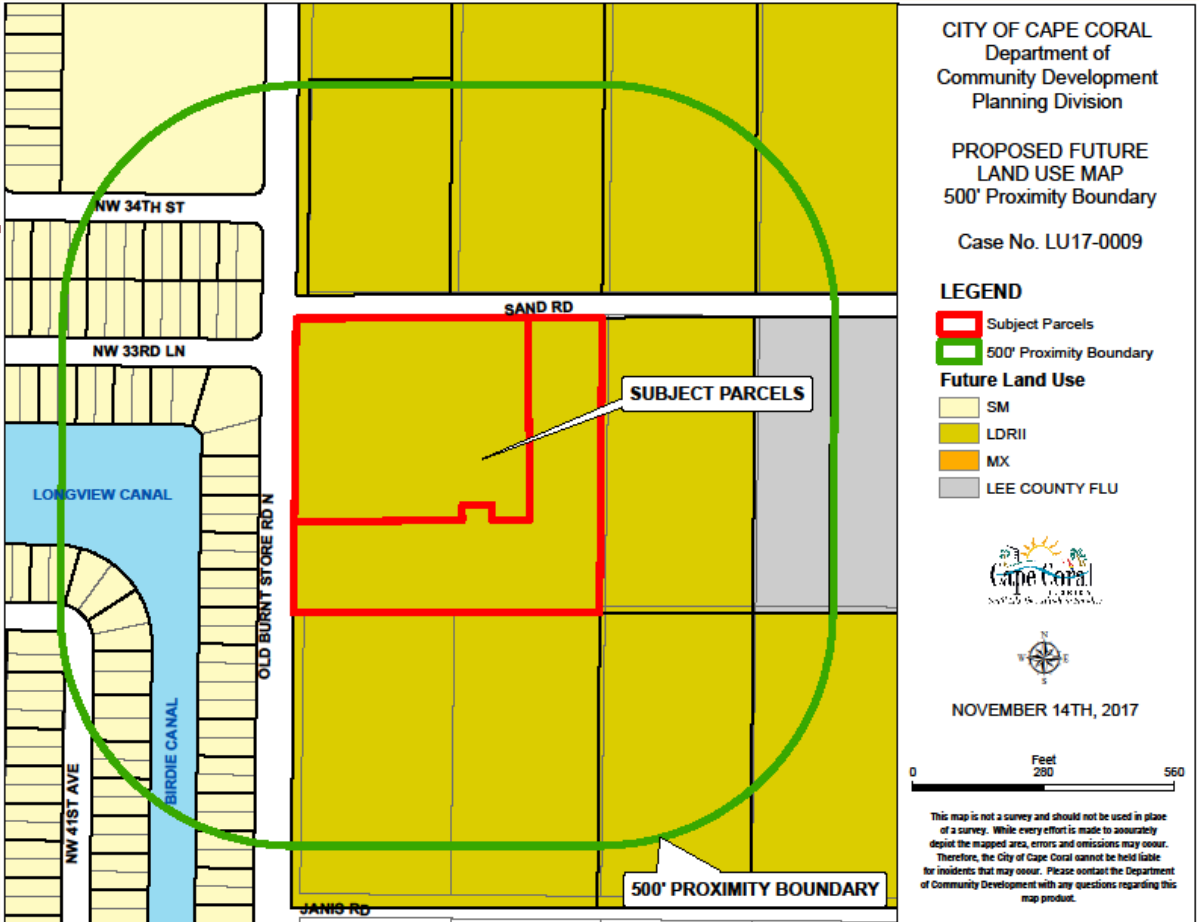 NW 34TH ST
SAND RD
NW 33RD LN
SUBJECT PARCELS
LONGVIEW CANAL
OLD BURNT STORE RD N
BIRDIE CANAL
NW 41ST AVE
500' PROXIMITY BOUNDARY
JANIS RD
CITY OF CAPE CORAL
Department of
Community Development
Planning Division
PROPOSED FUTURE
LAND USE MAP
500' Proximity Boundary
Case No. LU17-0009
LEGEND
Subject Parcels
500' Proximity Boundary
Future Land Use
SM
LDRII
MX
LEE COUNTY FLU
Cape Coral
N
W E
S
NOVEMBER 14TH, 2017
Feet
0 280 560
This map is not a survey and should not be used in place
of a survey. While every effort is made to accurately
depict the mapped area, errors and omissions may occur.
Therefore, the City of Cape Coral cannot be held liable
for incidents that may occur. Please contact the Department
of Community Development with any questions regarding this
map product.